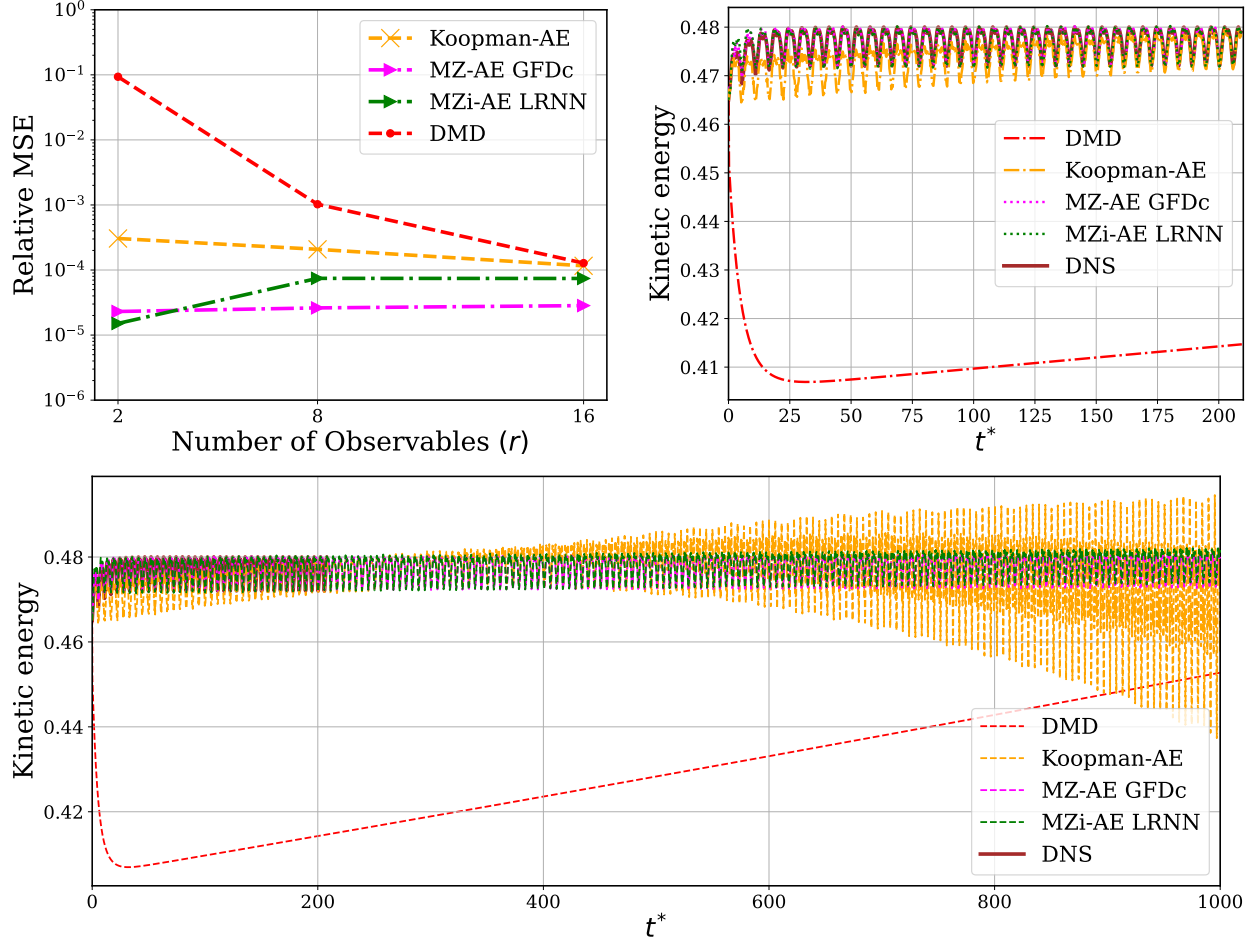 10⁰
10⁻¹
10⁻²
10⁻³
10⁻⁴
10⁻⁵
10⁻⁶
Relative MSE
2
8
16
Number of Observables (r)
Koopman-AE
MZ-AE GFDc
MZi-AE LRNN
DMD
0.48
0.47
0.46
0.45
0.44
0.43
0.42
0.41
Kinetic energy
0
25
50
75
100
125
150
175
200
t*
DMD
Koopman-AE
MZ-AE GFDc
MZi-AE LRNN
DNS
0.48
0.46
0.44
0.42
Kinetic energy
0
200
400
600
800
1000
t*
DMD
Koopman-AE
MZ-AE GFDc
MZi-AE LRNN
DNS